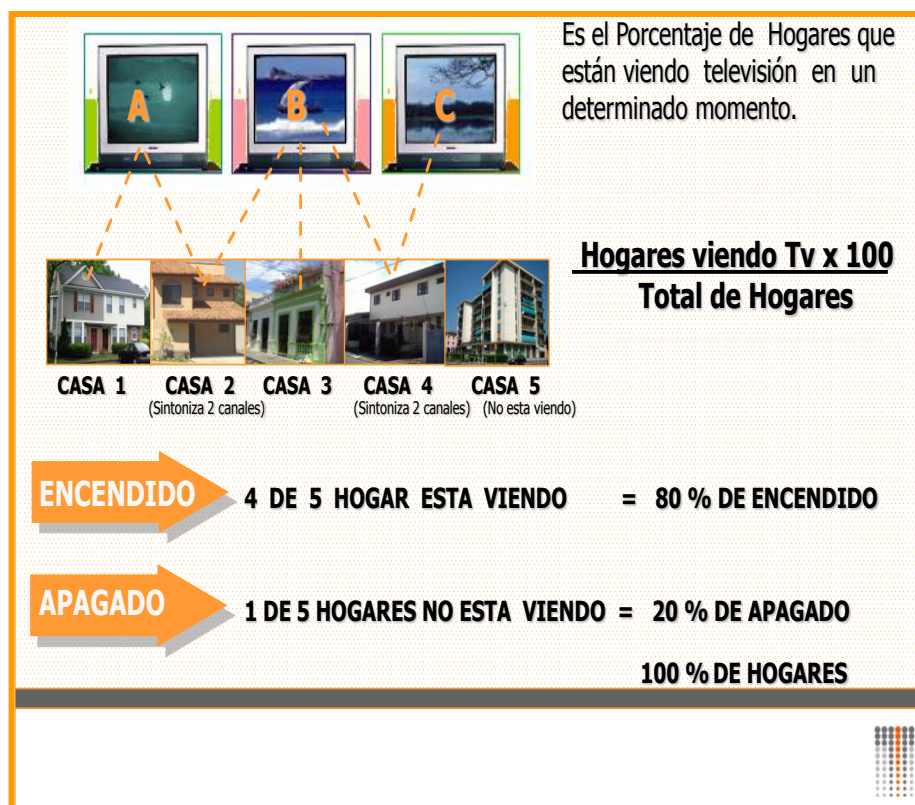 Es el Porcentaje de Hogares que
están viendo televisión en un
determinado momento.
A
B
C
Hogares viendo Tv x 100
Total de Hogares
CASA 1
CASA 2
(Sintoniza 2 canales)
CASA 3
CASA 4
(Sintoniza 2 canales)
CASA 5
(No esta viendo)
ENCENDIDO
4 DE 5 HOGAR ESTA VIENDO = 80 % DE ENCENDIDO
APAGADO
1 DE 5 HOGARES NO ESTA VIENDO = 20 % DE APAGADO
100 % DE HOGARES